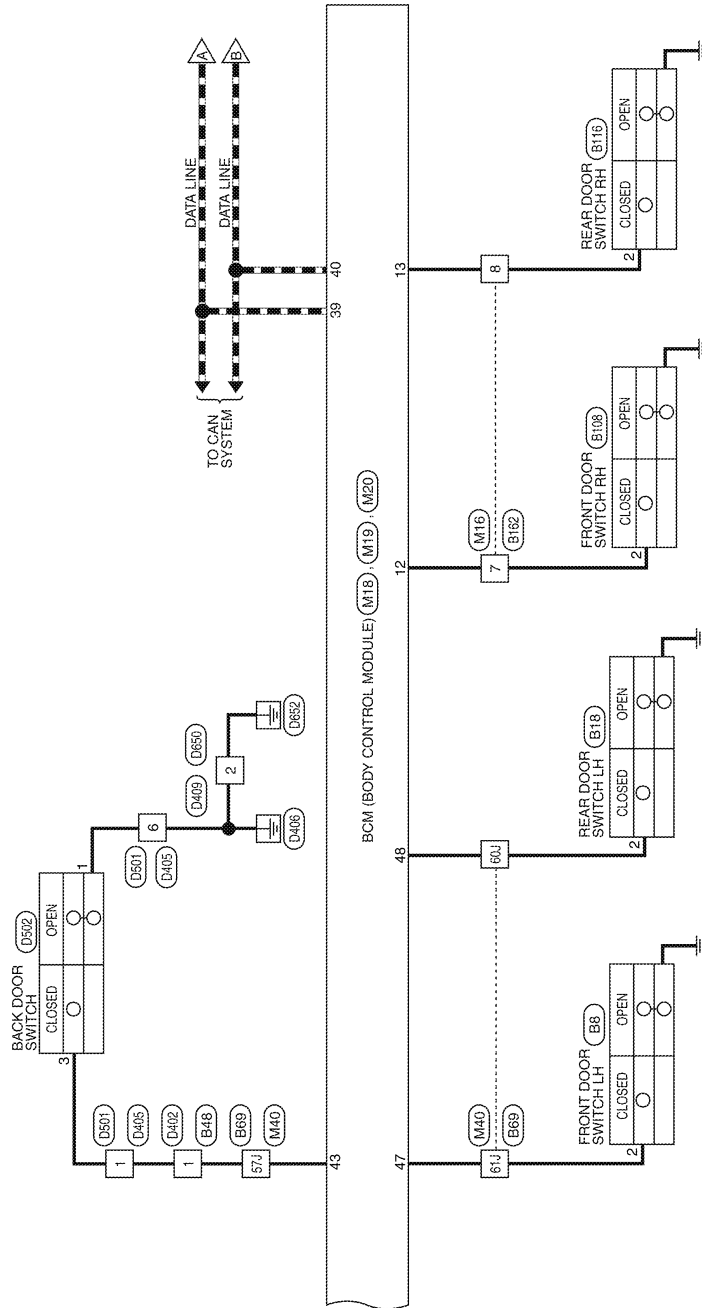 BACK DOOR
SWITCH
D502
CLOSED
OPEN
3
1
D501
D405
1
D402
B48
1
B69
M40
57J
43
D501
D405
6
D409
D650
2
D406
D652
DATA LINE
A
DATA LINE
B
TO CAN
SYSTEM
39
40
BCM (BODY CONTROL MODULE) M18 , M19 , M20
47
48
12
13
M40
B69
61J
60J
M16
B162
7
8
FRONT DOOR
SWITCH LH
B8
CLOSED
OPEN
2
REAR DOOR
SWITCH LH
B18
CLOSED
OPEN
2
FRONT DOOR
SWITCH RH
B108
CLOSED
OPEN
2
REAR DOOR
SWITCH RH
B116
CLOSED
OPEN
2